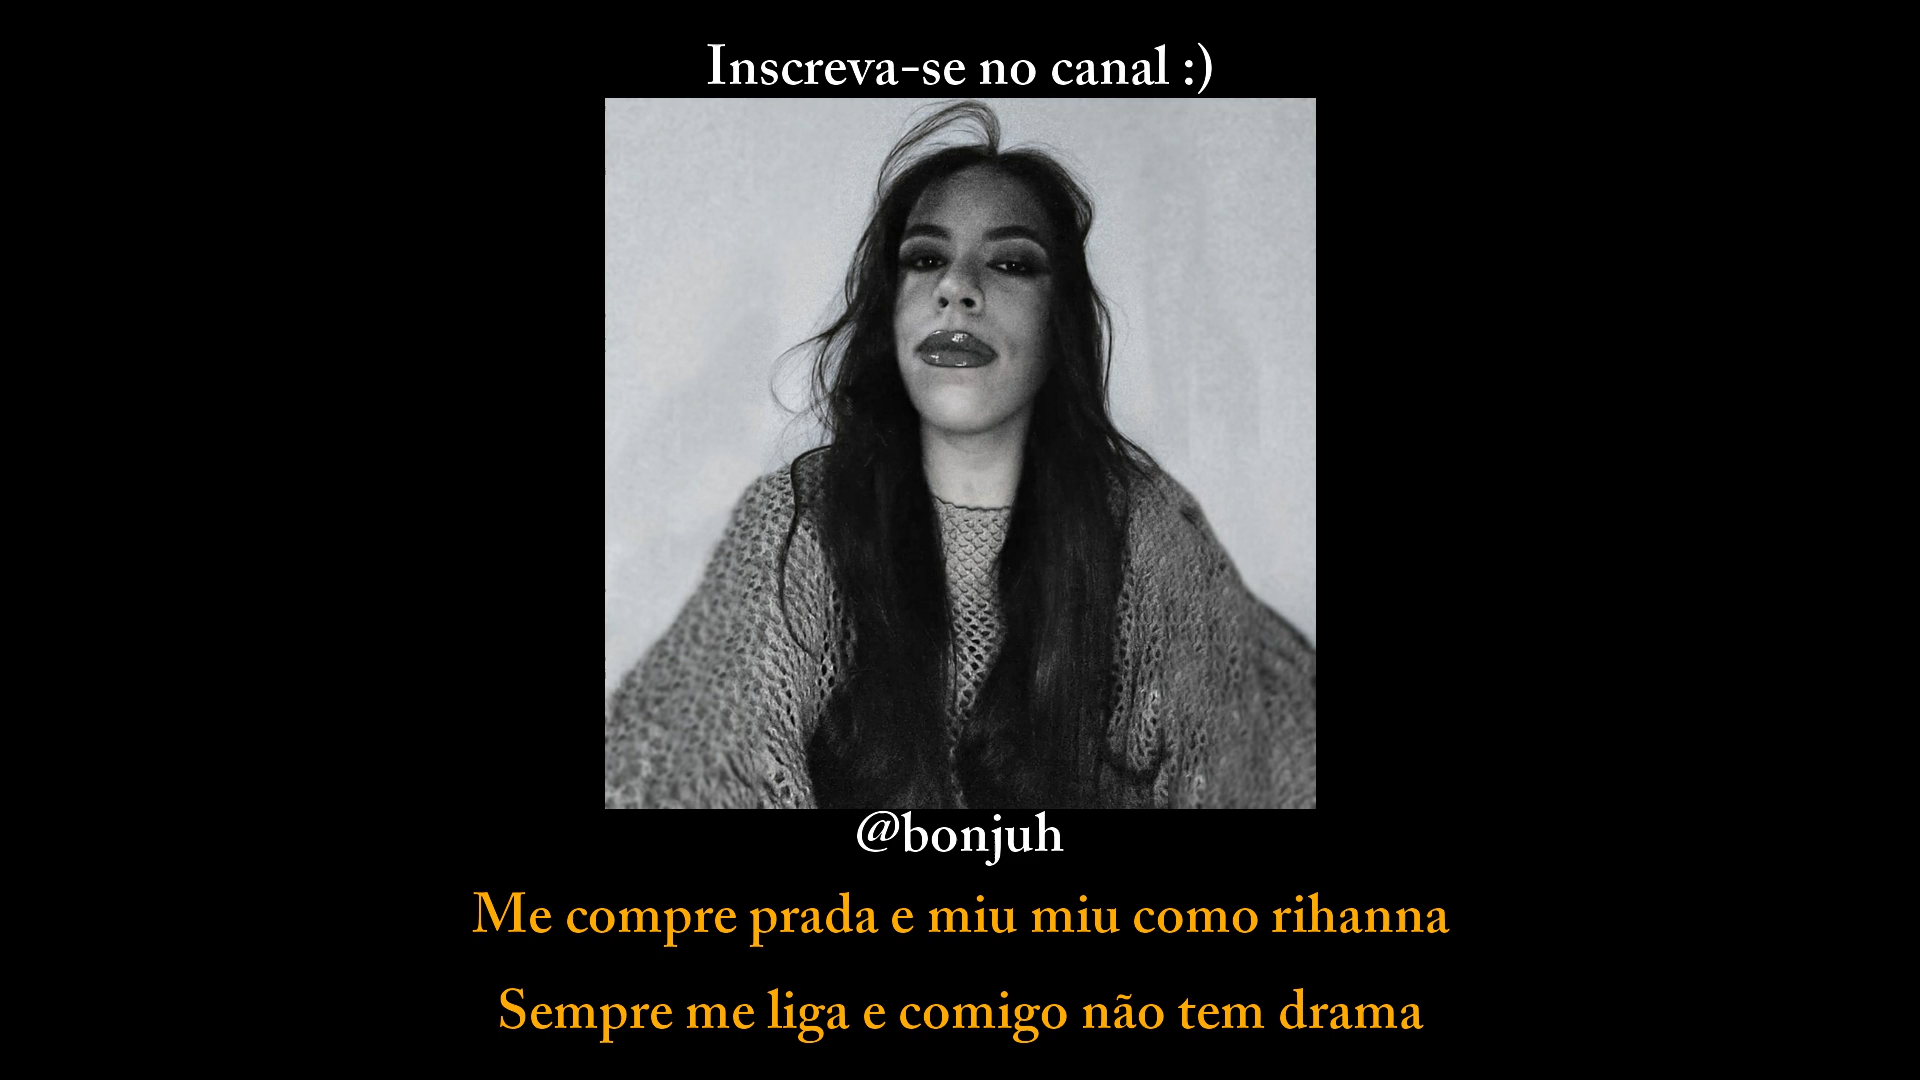 Inscreva-se no canal :)
@bonjuh
Me compre prada e miu miu como rihanna
Sempre me liga e comigo não tem drama